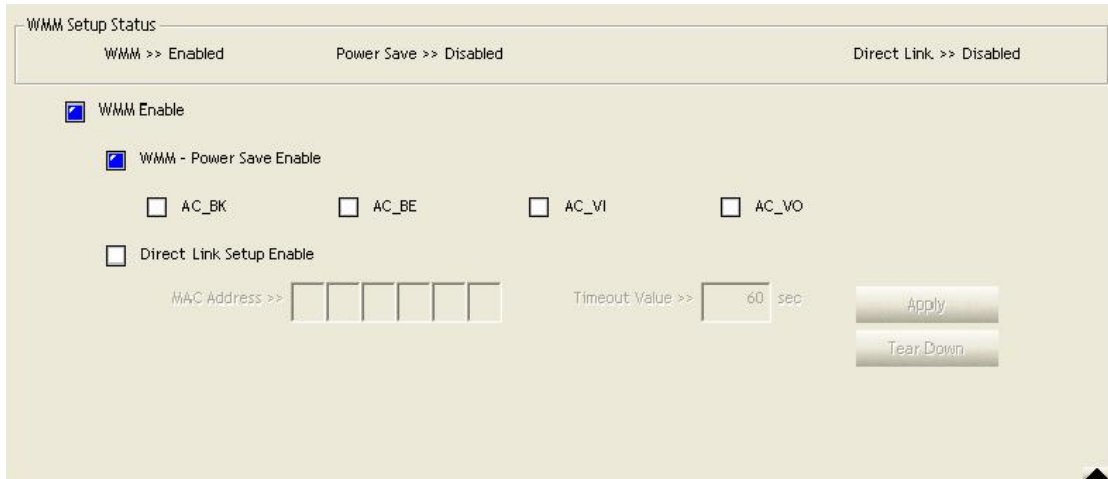 WMM Setup Status
WMM >> Enabled Power Save >> Disabled Direct Link >> Disabled
WMM Enable
WMM - Power Save Enable
AC_BK AC_BE AC_VI AC_VO
Direct Link Setup Enable
MAC Address >> Timeout Value >> 60 sec Apply
Tear Down